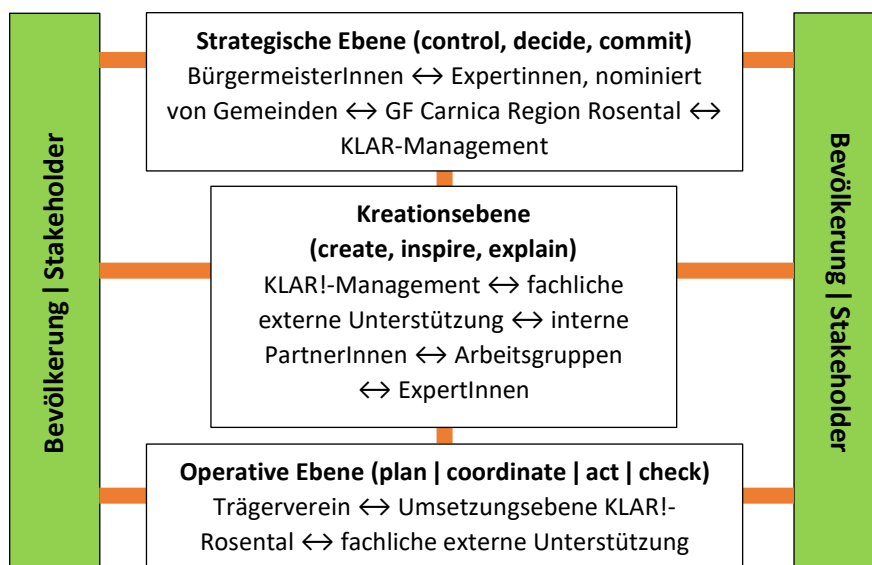 Bevölkerung | Stakeholder
Strategische Ebene (control, decide, commit)
BürgermeisterInnen ↔ Expertinnen, nominiert
von Gemeinden ↔ GF Carnica Region Rosental ↔
KLAR-Management
Kreationsebene
(create, inspire, explain)
KLAR!-Management ↔ fachliche
externe Unterstützung ↔ interne
PartnerInnen ↔ Arbeitsgruppen
↔ ExpertInnen
Operative Ebene (plan | coordinate | act | check)
Trägerverein ↔ Umsetzungsebene KLAR!-
Rosental ↔ fachliche externe Unterstützung
Bevölkerung | Stakeholder